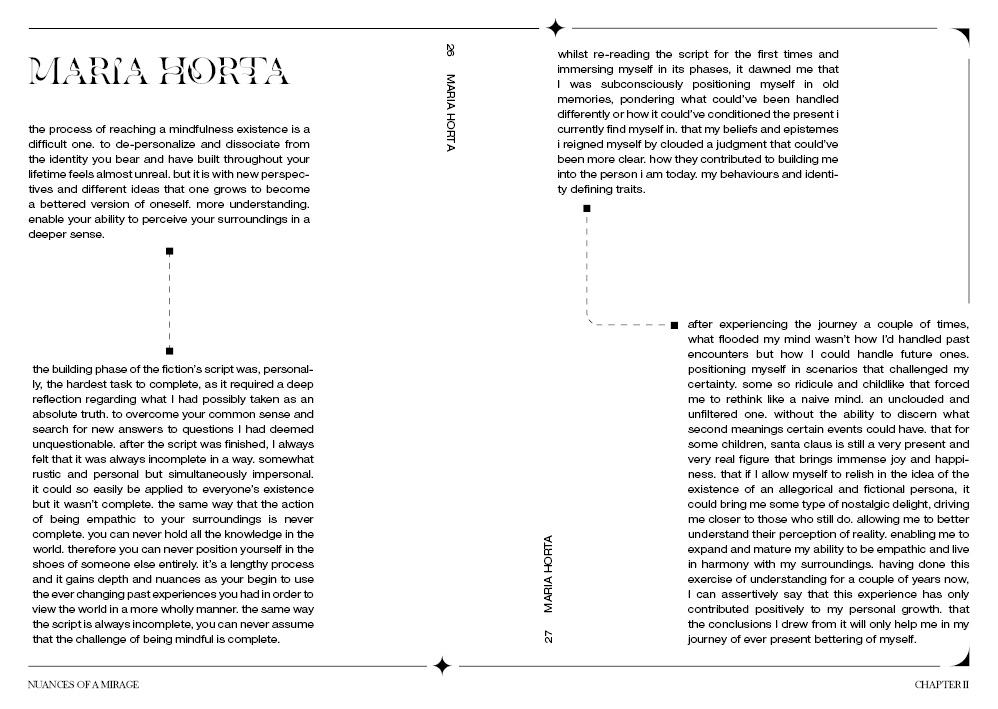 MARIA HORTA
the process of reaching a mindfulness existence is a
difficult one. to de-personalize and dissociate from
the identity you bear and have built throughout your
lifetime feels almost unreal. but it is with new perspec-
tives and different ideas that one grows to become
a bettered version of oneself. more understanding.
enable your ability to perceive your surroundings in a
deeper sense.
the building phase of the fiction's script was, personal-
ly, the hardest task to complete, as it required a deep
reflection regarding what I had possibly taken as an
absolute truth. to overcome your common sense and
search for new answers to questions I had deemed
unquestionable. after the script was finished, I always
felt that it was always incomplete in a way. somewhat
rustic and personal but simultaneously impersonal.
it could so easily be applied to everyone's existence
but it wasn't complete. the same way that the action
of being empathic to your surroundings is never
complete. you can never hold all the knowledge in the
world. therefore you can never position yourself in the
shoes of someone else entirely. it's a lengthy process
and it gains depth and nuances as your begin to use
the ever changing past experiences you had in order to
view the world in a more wholly manner. the same way
the script is always incomplete, you can never assume
that the challenge of being mindful is complete.
26 MARIA HORTA
whilst re-reading the script for the first times and
immersing myself in its phases, it dawned me that
I was subconsciously positioning myself in old
memories, pondering what could've been handled
differently or how it could've conditioned the present i
currently find myself in. that my beliefs and epistemes
i reigned myself by clouded a judgment that could've
been more clear. how they contributed to building me
into the person i am today. my behaviours and identi-
ty defining traits.
after experiencing the journey a couple of times,
what flooded my mind wasn't how I'd handled past
encounters but how I could handle future ones.
positioning myself in scenarios that challenged my
certainty. some so ridicule and childlike that forced
me to rethink like a naive mind. an unclouded and
unfiltered one. without the ability to discern what
second meanings certain events could have. that for
some children, santa claus is still a very present and
very real figure that brings immense joy and happi-
ness. that if I allow myself to relish in the idea of the
existence of an allegorical and fictional persona, it
could bring me some type of nostalgic delight, driving
me closer to those who still do. allowing me to better
understand their perception of reality. enabling me to
expand and mature my ability to be empathic and live
in harmony with my surroundings. having done this
exercise of understanding for a couple of years now,
I can assertively say that this experience has only
contributed positively to my personal growth. that
the conclusions I drew from it will only help me in my
journey of ever present bettering of myself.
27 MARIA HORTA
NUANCES OF A MIRAGE
CHAPTER II